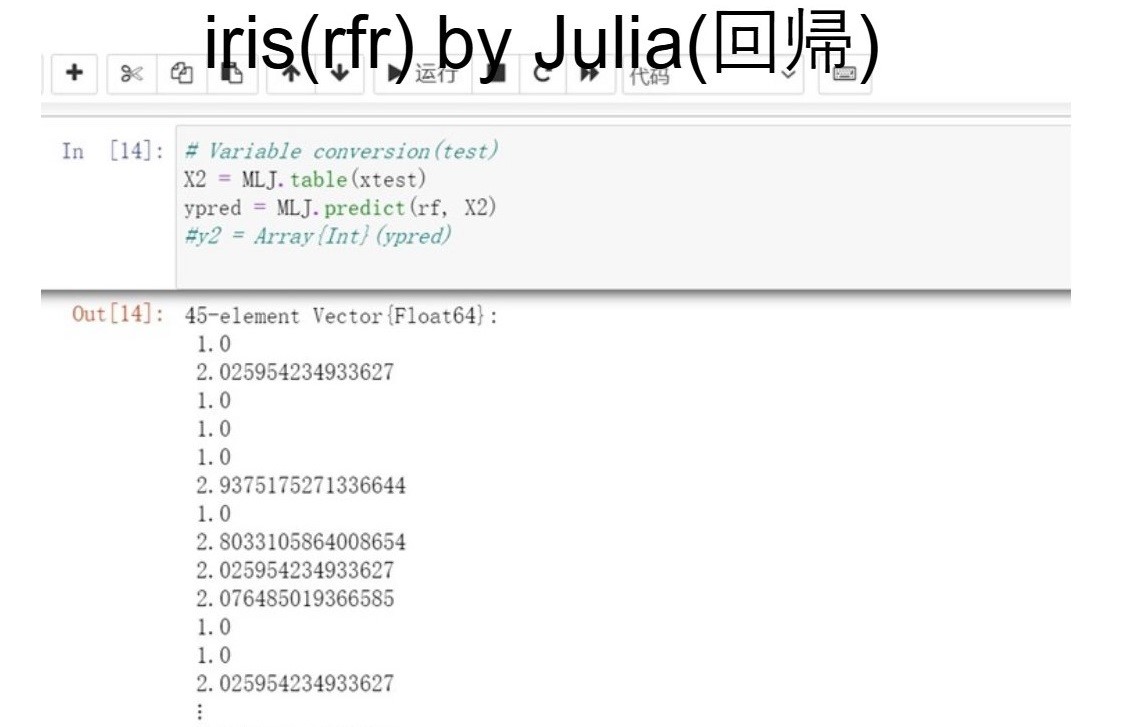 iris(rfr) by Julia(回帰)
运行
代码
In [14]:
# Variable conversion(test)
X2 = MLJ.table(xtest)
ypred = MLJ.predict(rf, X2)
#y2 = Array{Int}(ypred)
Out[14]:
45-element Vector{Float64}:
1.0
2.025954234933627
1.0
1.0
1.0
2.9375175271336644
1.0
2.8033105864008654
2.025954234933627
2.076485019366585
1.0
1.0
2.025954234933627
⋮